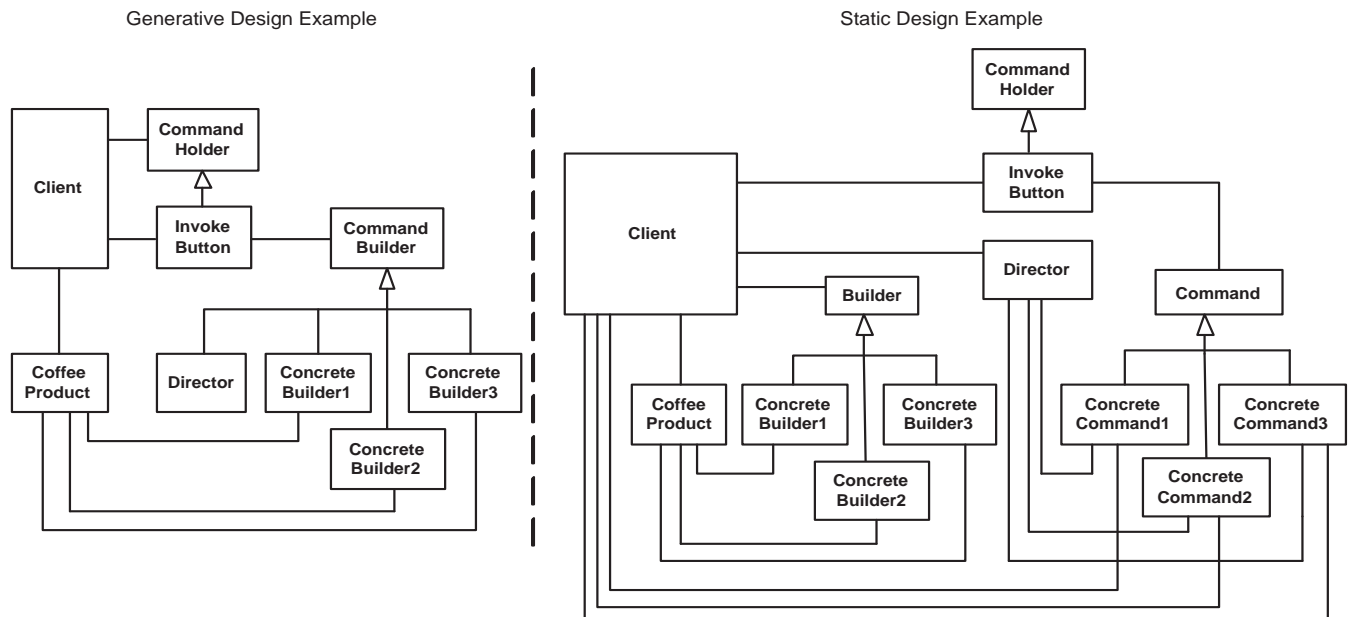 Generative Design Example
Static Design Example
Command
Holder
Client
Invoke
Button
Command
Builder
Coffee
Product
Director
Concrete
Builder1
Concrete
Builder3
Concrete
Builder2
Command
Holder
Client
Invoke
Button
Director
Builder
Command
Coffee
Product
Concrete
Builder1
Concrete
Builder3
Concrete
Builder2
Concrete
Command1
Concrete
Command3
Concrete
Command2